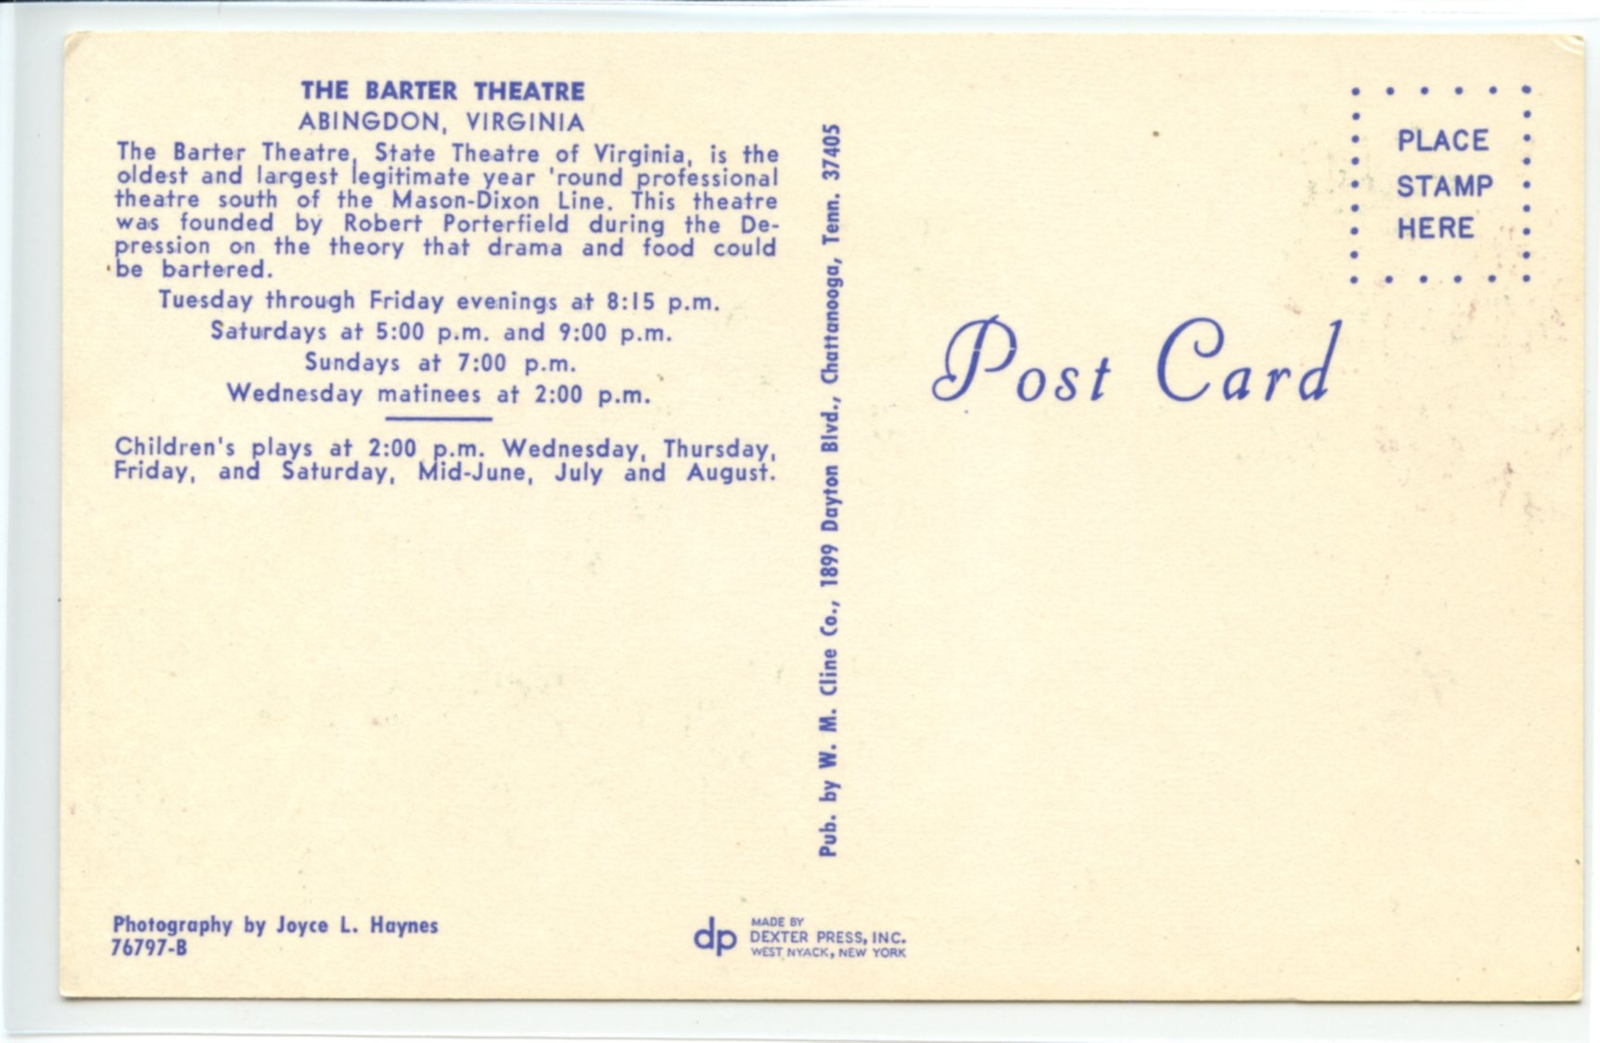 THE BARTER THEATRE
ABINGDON, VIRGINIA
The Barter Theatre, State Theatre of Virginia, is the
oldest and largest legitimate year 'round professional
theatre south of the Mason-Dixon Line. This theatre
was founded by Robert Porterfield during the De-
pression on the theory that drama and food could
be bartered.
Tuesday through Friday evenings at 8:15 p.m.
Saturdays at 5:00 p.m. and 9:00 p.m.
Sundays at 7:00 p.m.
Wednesday matinees at 2:00 p.m.
Children's plays at 2:00 p.m. Wednesday, Thursday,
Friday, and Saturday, Mid-June, July and August.
Photography by Joyce L. Haynes
76797-B
dp
MADE BY
DEXTER PRESS, INC.
WEST NYACK, NEW YORK
Pub. by W. M. Cline Co., 1899 Dayton Blvd., Chattanooga, Tenn. 37405
PLACE
STAMP
HERE
Post Card